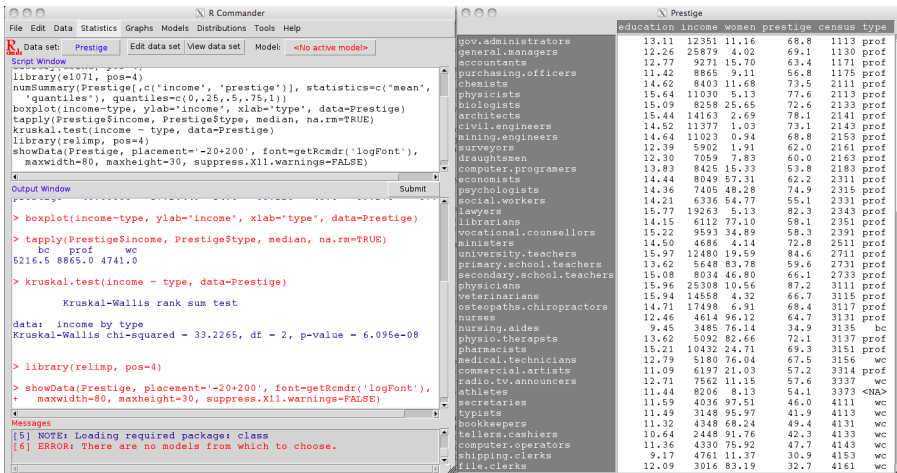 R Commander
File Edit Data Statistics Graphs Models Distributions Tools Help
R Data set: Prestige Edit data set View data set Model: <No active model>
Script Window
library(e1071, pos=4)
numSummary(Prestige[,c("income", "prestige")], statistics=c("mean",
"quantiles"), quantiles=c(0,.25,.5,.75,1))
boxplot(income~type, ylab="income", xlab="type", data=Prestige)
tapply(Prestige$income, Prestige$type, median, na.rm=TRUE)
kruskal.test(income ~ type, data=Prestige)
library(relimp, pos=4)
showData(Prestige, placement='-20+200', font=getRcmdr('logFont'),
maxwidth=80, maxheight=30, suppress.X11.warnings=FALSE)
Output Window Submit
> boxplot(income~type, ylab="income", xlab="type", data=Prestige)
> tapply(Prestige$income, Prestige$type, median, na.rm=TRUE)
bc prof wc
5216.5 8865.0 4741.0
> kruskal.test(income ~ type, data=Prestige)
Kruskal-Wallis rank sum test
data: income by type
Kruskal-Wallis chi-squared = 33.2265, df = 2, p-value = 6.095e-08
> library(relimp, pos=4)
> showData(Prestige, placement='-20+200', font=getRcmdr('logFont'),
+ maxwidth=80, maxheight=30, suppress.X11.warnings=FALSE)
Messages
[5] NOTE: Loading required package: class
[6] ERROR: There are no models from which to choose.
Prestige
education income women prestige census type
gov.administrators 13.11 12351 11.16 68.8 1113 prof
general.managers 12.26 25879 4.02 69.1 1130 prof
accountants 12.77 9271 15.70 63.4 1171 prof
purchasing.officers 11.42 8865 9.11 56.8 1175 prof
chemists 14.62 8403 11.68 73.5 2111 prof
physicists 15.64 11030 5.13 77.6 2113 prof
biologists 15.09 8258 25.65 72.6 2133 prof
architects 15.44 14163 2.69 78.1 2141 prof
civil.engineers 14.52 11377 1.03 73.1 2143 prof
mining.engineers 14.64 11023 0.94 68.8 2153 prof
surveyors 12.39 5902 1.91 62.0 2161 prof
draughtsmen 12.30 7059 7.83 60.0 2163 prof
computer.programers 13.83 8425 15.33 53.8 2183 prof
economists 14.44 8049 57.31 62.2 2311 prof
psychologists 14.36 7405 48.28 74.9 2315 prof
social.workers 14.21 6336 54.77 55.1 2331 prof
lawyers 15.77 19263 5.13 82.3 2343 prof
librarians 14.15 6112 77.10 58.1 2351 prof
vocational.counsellors 15.22 9593 34.89 58.3 2391 prof
ministers 14.50 4686 4.14 72.8 2511 prof
university.teachers 15.97 12480 19.59 84.6 2711 prof
primary.school.teachers 13.62 5648 83.78 59.6 2731 prof
secondary.school.teachers 15.08 8034 46.80 66.1 2733 prof
physicians 15.96 25308 10.56 87.2 3111 prof
veterinarians 15.94 14558 4.32 66.7 3115 prof
osteopaths.chiropractors 14.71 17498 6.91 68.4 3117 prof
nurses 12.46 4614 96.12 64.7 3131 prof
nursing.aides 9.45 3485 76.14 34.9 3135 bc
physio.therapsts 13.62 5092 82.66 72.1 3137 prof
pharmacists 15.21 10432 24.71 69.3 3151 prof
medical.technicians 12.79 5180 76.04 67.5 3156 wc
commercial.artists 11.09 6197 21.03 57.2 3314 prof
radio.tv.announcers 12.71 7562 11.15 57.6 3337 wc
athletes 11.44 8206 8.13 54.1 3373 <NA>
secretaries 11.59 4036 97.51 46.0 4111 wc
typists 11.49 3148 95.97 41.9 4113 wc
bookkeepers 11.32 4348 68.24 49.4 4131 wc
tellers.cashiers 10.64 2448 91.76 42.3 4133 wc
computer.operators 11.36 4330 75.92 47.7 4143 wc
shipping.clerks 9.17 4761 11.37 30.9 4153 wc
file.clerks 12.09 3016 83.19 32.7 4161 wc